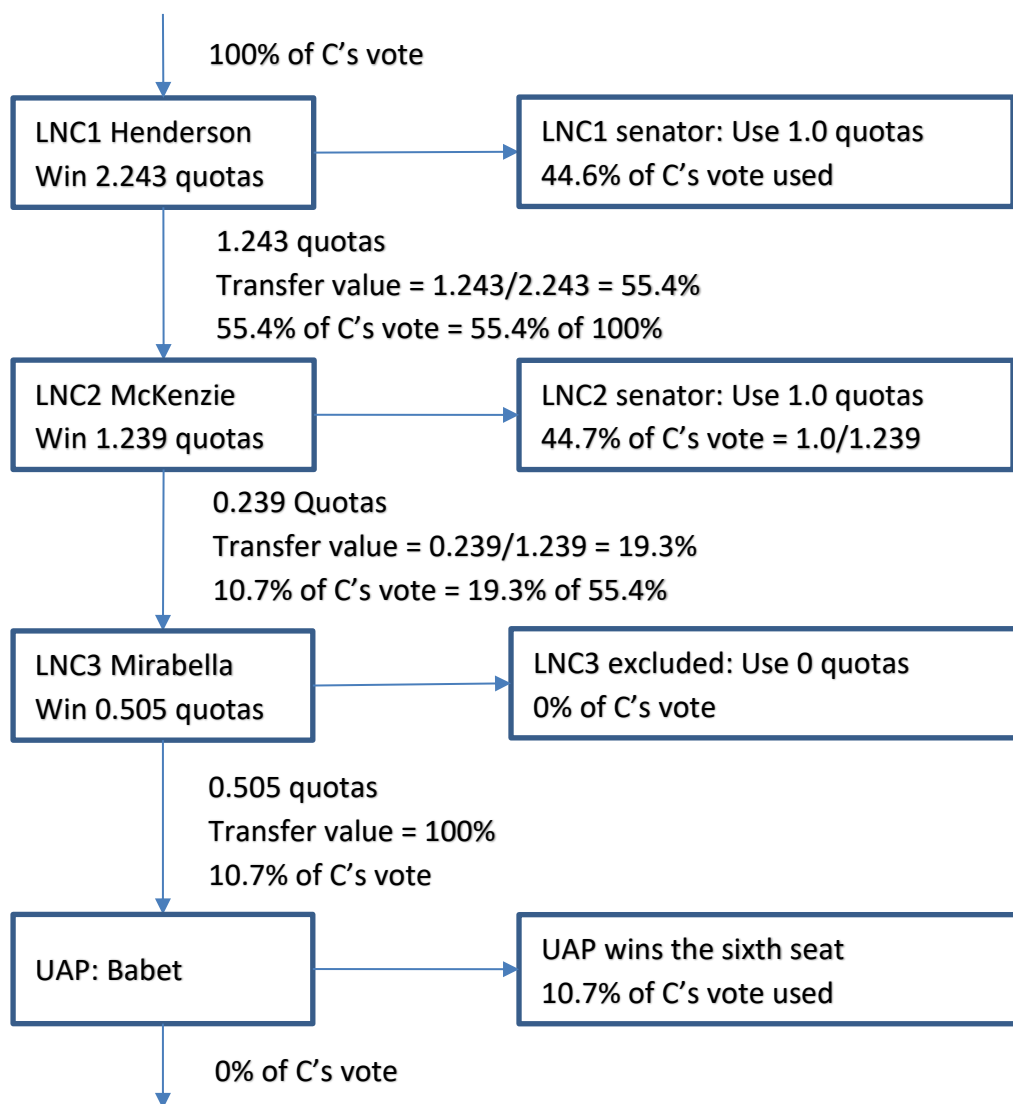 100% of C’s vote
LNC1 Henderson
Win 2.243 quotas
LNC1 senator: Use 1.0 quotas
44.6% of C’s vote used
1.243 quotas
Transfer value = 1.243/2.243 = 55.4%
55.4% of C’s vote = 55.4% of 100%
LNC2 McKenzie
Win 1.239 quotas
LNC2 senator: Use 1.0 quotas
44.7% of C’s vote = 1.0/1.239
0.239 Quotas
Transfer value = 0.239/1.239 = 19.3%
10.7% of C’s vote = 19.3% of 55.4%
LNC3 Mirabella
Win 0.505 quotas
LNC3 excluded: Use 0 quotas
0% of C’s vote
0.505 quotas
Transfer value = 100%
10.7% of C’s vote
UAP: Babet
UAP wins the sixth seat
10.7% of C’s vote used
0% of C’s vote